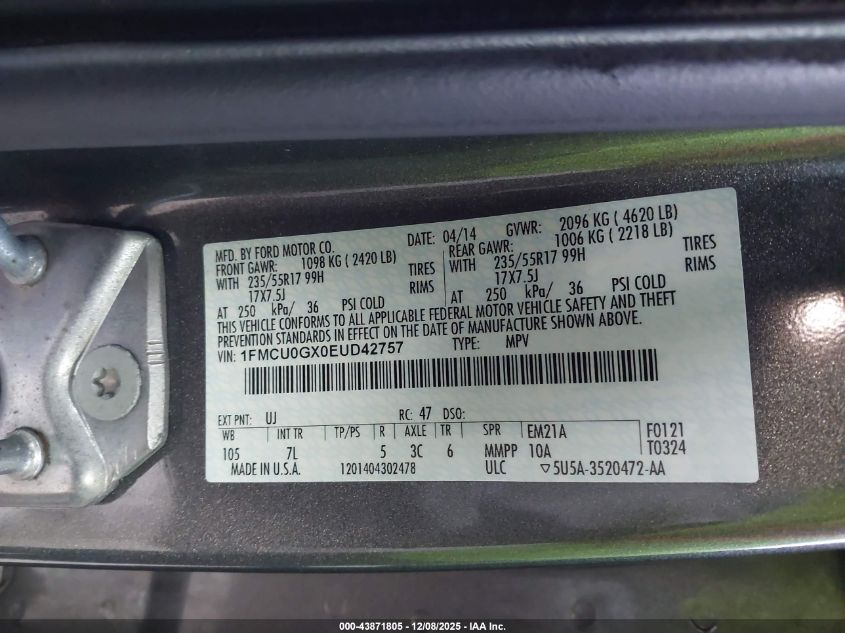 MFD. BY FORD MOTOR CO. DATE: 04/14 GVWR: 2096 KG ( 4620 LB)
FRONT GAWR: 1098 KG ( 2420 LB) REAR GAWR: 1006 KG ( 2218 LB)
WITH 235/55R17 99H TIRES WITH 235/55R17 99H TIRES
17X7.5J RIMS 17X7.5J RIMS
AT 250 kPa/ 36 PSI COLD AT 250 kPa/ 36 PSI COLD
THIS VEHICLE CONFORMS TO ALL APPLICABLE FEDERAL MOTOR VEHICLE SAFETY AND THEFT
PREVENTION STANDARDS IN EFFECT ON THE DATE OF MANUFACTURE SHOWN ABOVE.
VIN: 1FMCU0GX0EUD42757 TYPE: MPV
EXT PNT: UJ RC: 47 DSO:
WB INT TR TP/PS R AXLE TR SPR EM21A F0121
105 7L 5 3C 6 MMPP 10A T0324
MADE IN U.S.A. 1201404302478 ULC ▽5U5A-3520472-AA
000-43871805 - 12/08/2025 - IAA Inc.